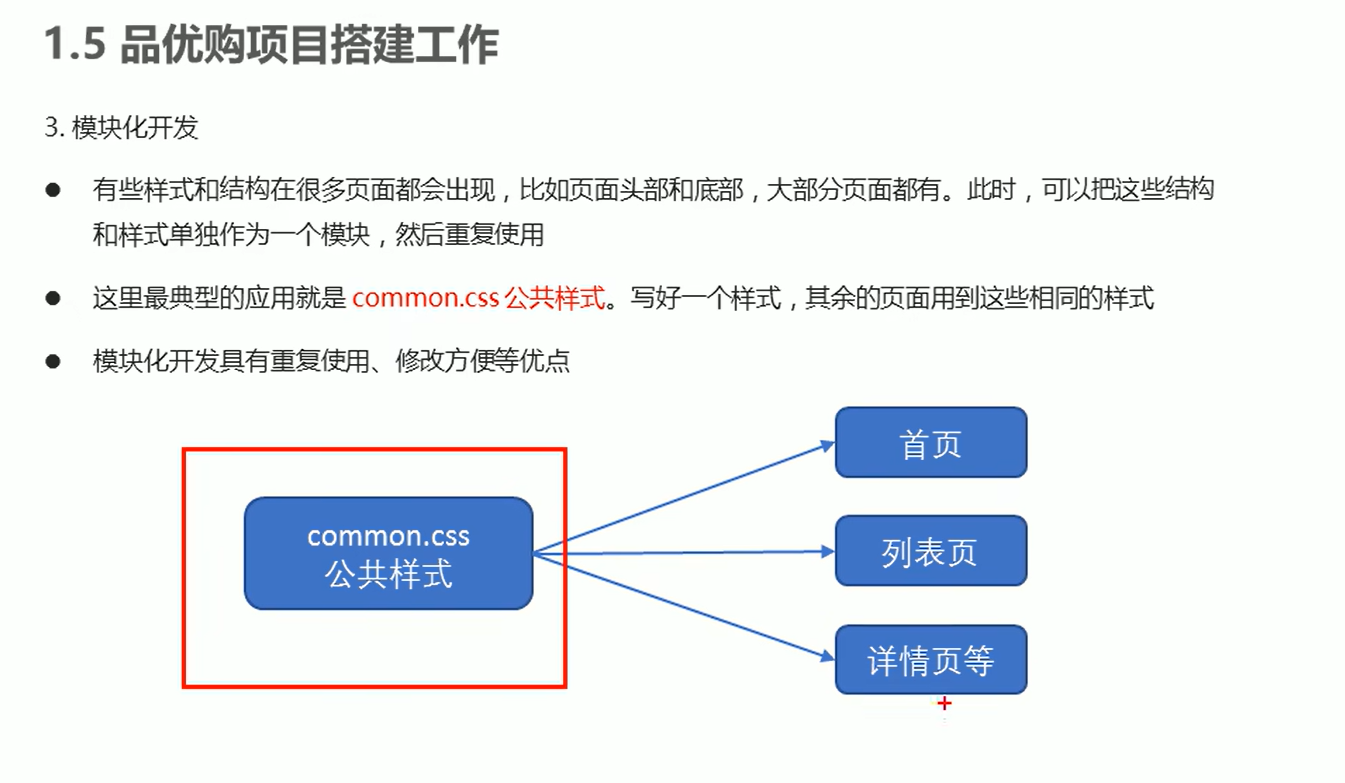 1.5 品优购项目搭建工作
3. 模块化开发
● 有些样式和结构在很多页面都会出现，比如页面头部和底部，大部分页面都有。此时，可以把这些结构
和样式单独作为一个模块，然后重复使用
● 这里最典型的应用就是 common.css 公共样式。写好一个样式，其余的页面用到这些相同的样式
● 模块化开发具有重复使用、修改方便等优点
首页
common.css
公共样式
列表页
详情页等